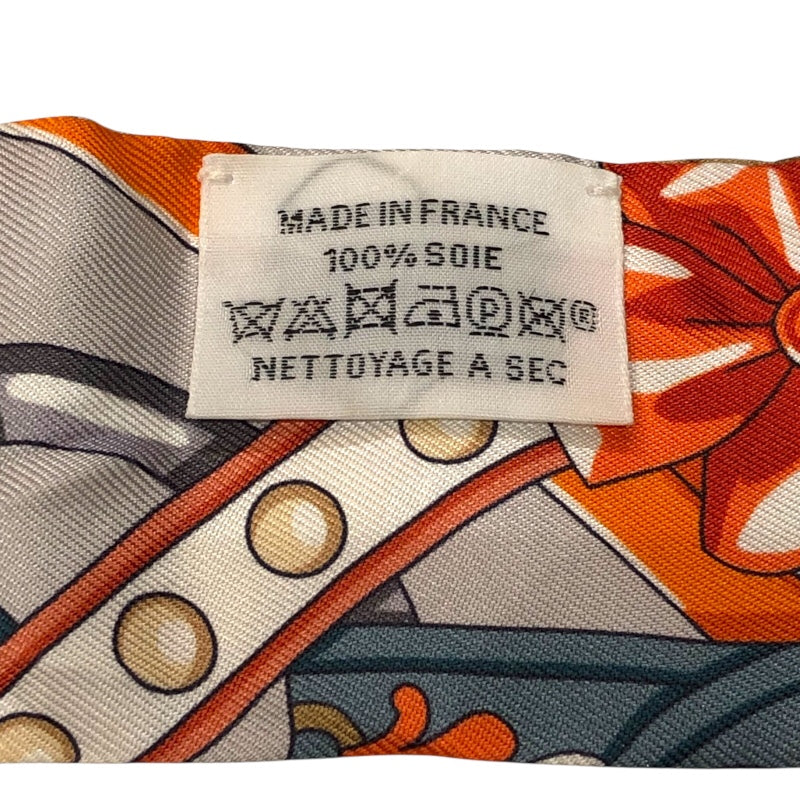 MADE IN FRANCE
100% SOIE
P ®
NETTOYAGE A SEC